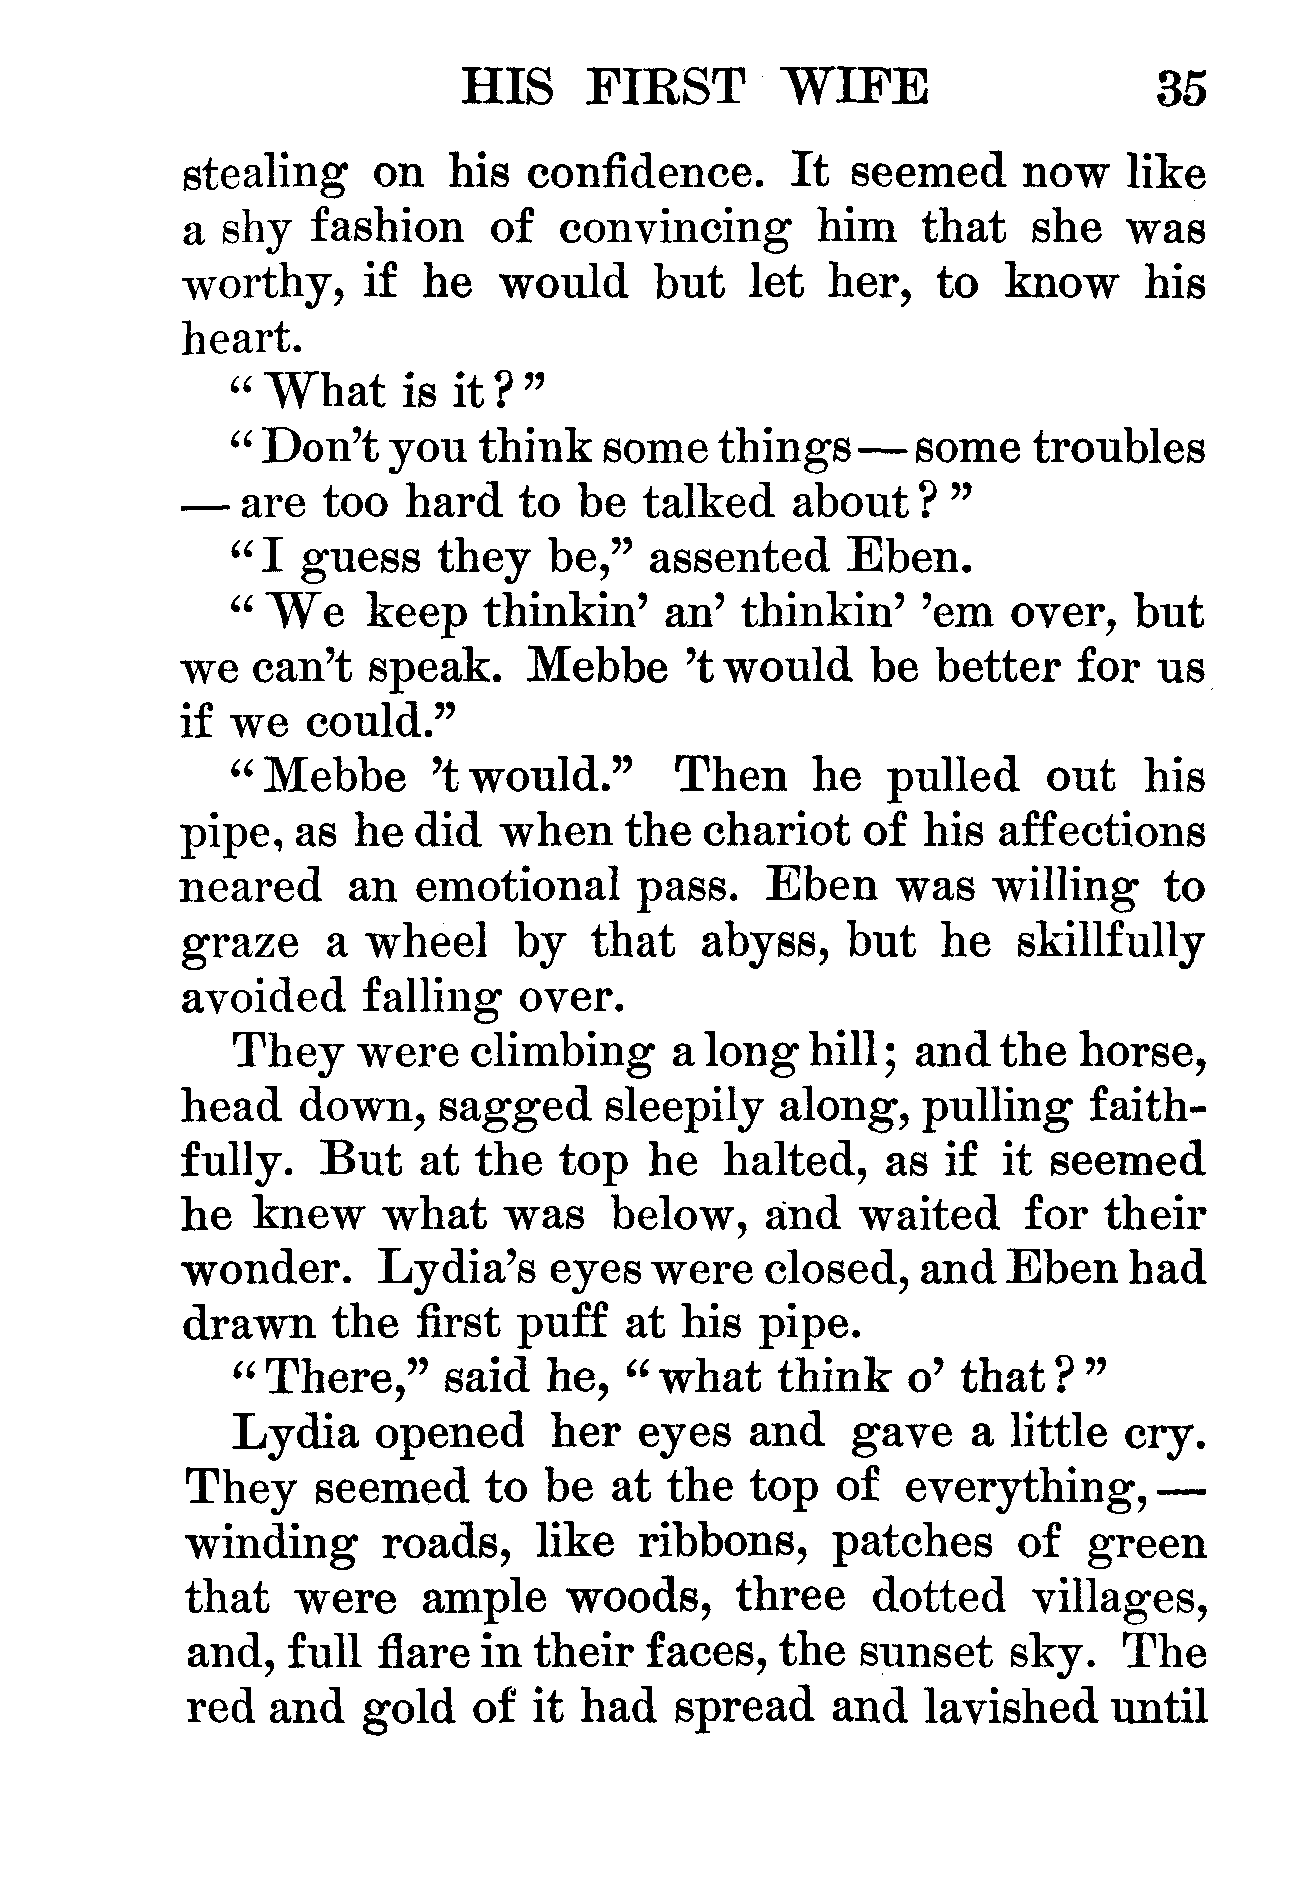 HIS FIRST WIFE 35
stealing on his confidence. It seemed now like
a shy fashion of convincing him that she was
worthy, if he would but let her, to know his
heart.
“What is it?”
“Don’t you think some things—some troubles
—are too hard to be talked about?”
“I guess they be,” assented Eben.
“We keep thinkin’ an’ thinkin’ ’em over, but
we can’t speak. Mebbe ’t would be better for us
if we could.”
“Mebbe ’t would.” Then he pulled out his
pipe, as he did when the chariot of his affections
neared an emotional pass. Eben was willing to
graze a wheel by that abyss, but he skillfully
avoided falling over.
They were climbing a long hill; and the horse,
head down, sagged sleepily along, pulling faith-
fully. But at the top he halted, as if it seemed
he knew what was below, and waited for their
wonder. Lydia’s eyes were closed, and Eben had
drawn the first puff at his pipe.
“There,” said he, “what think o’ that?”
Lydia opened her eyes and gave a little cry.
They seemed to be at the top of everything,—
winding roads, like ribbons, patches of green
that were ample woods, three dotted villages,
and, full flare in their faces, the sunset sky. The
red and gold of it had spread and lavished until